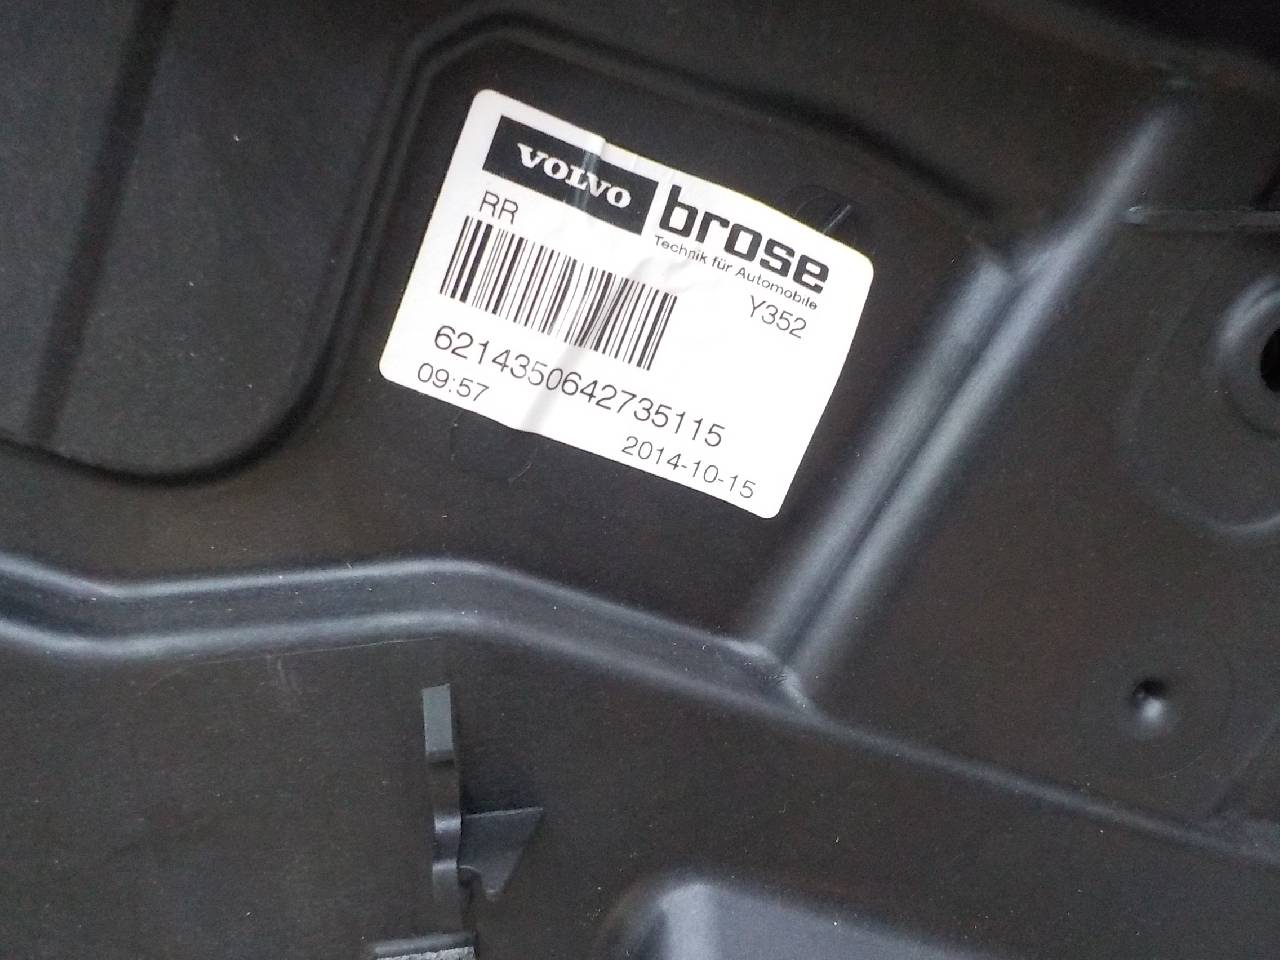 VOLVO
brose
Technik für Automobile
RR
Y352
6214350642735115
09:57
2014-10-15